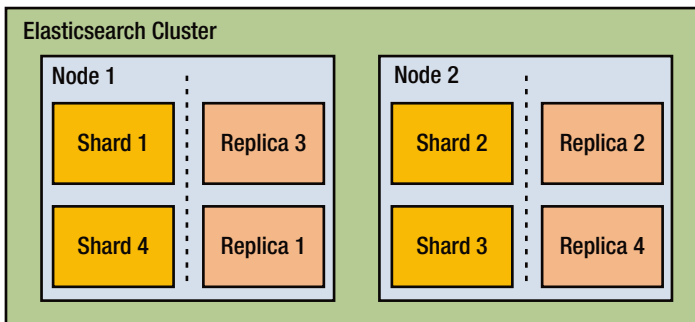 Elasticsearch Cluster
Node 1
Shard 1
Replica 3
Shard 4
Replica 1
Node 2
Shard 2
Replica 2
Shard 3
Replica 4